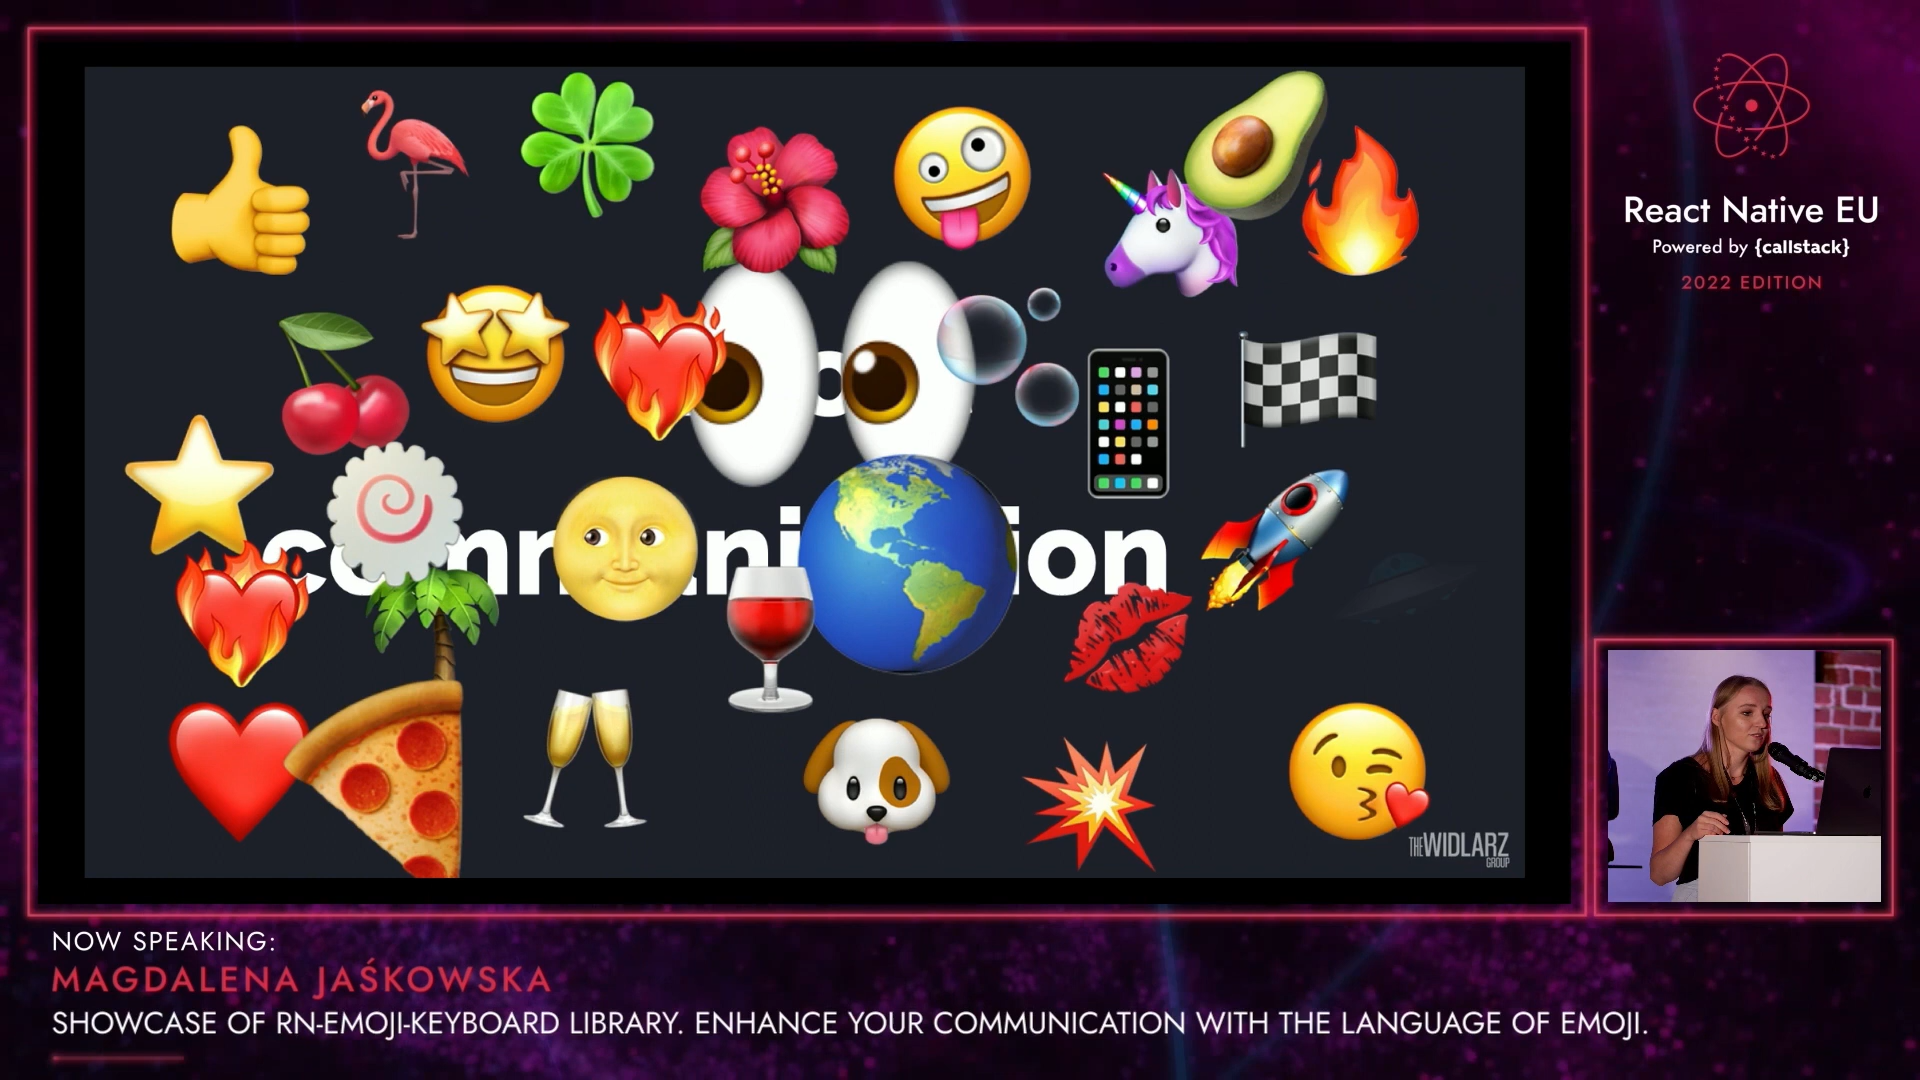 React Native EU
Powered by {callstack}
2022 EDITION
THE WIDLARZ
GROUP
NOW SPEAKING:
MAGDALENA JAŚKOWSKA
SHOWCASE OF RN-EMOJI-KEYBOARD LIBRARY. ENHANCE YOUR COMMUNICATION WITH THE LANGUAGE OF EMOJI.